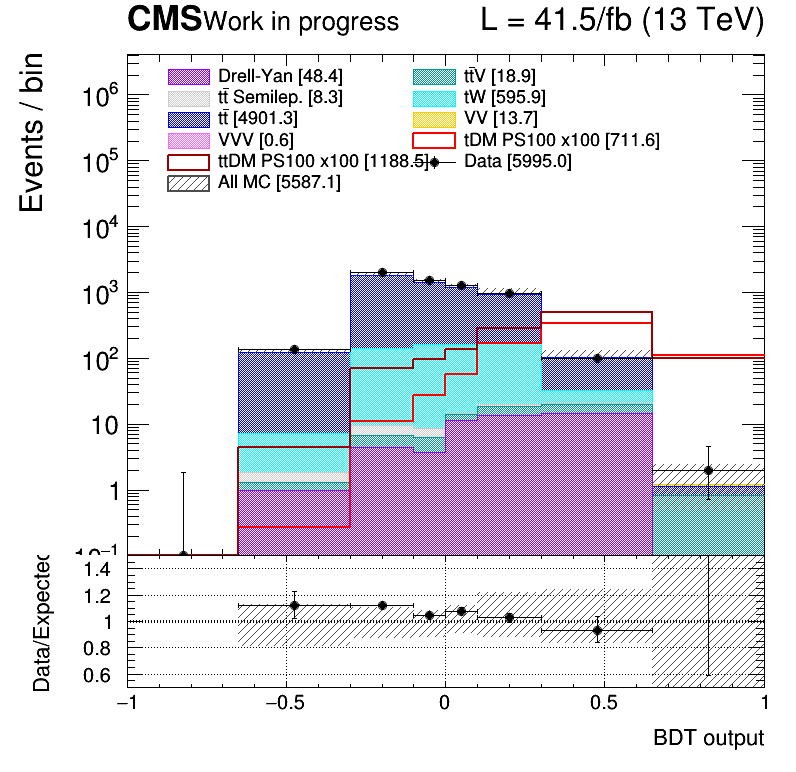 CMS Work in progress L = 41.5/fb (13 TeV)
Events / bin
Drell-Yan [48.4] tt̄V [18.9]
tt̄ Semilep. [8.3] tW [595.9]
tt̄ [4901.3] VV [13.7]
VVV [0.6] tDM PS100 x100 [711.6]
ttDM PS100 x100 [1188.5] Data [5995.0]
All MC [5587.1]
10⁶
10⁵
10⁴
10³
10²
10
1
10⁻¹
Data/Expected
1.4
1.2
1
0.8
0.6
−1 −0.5 0 0.5 1
BDT output